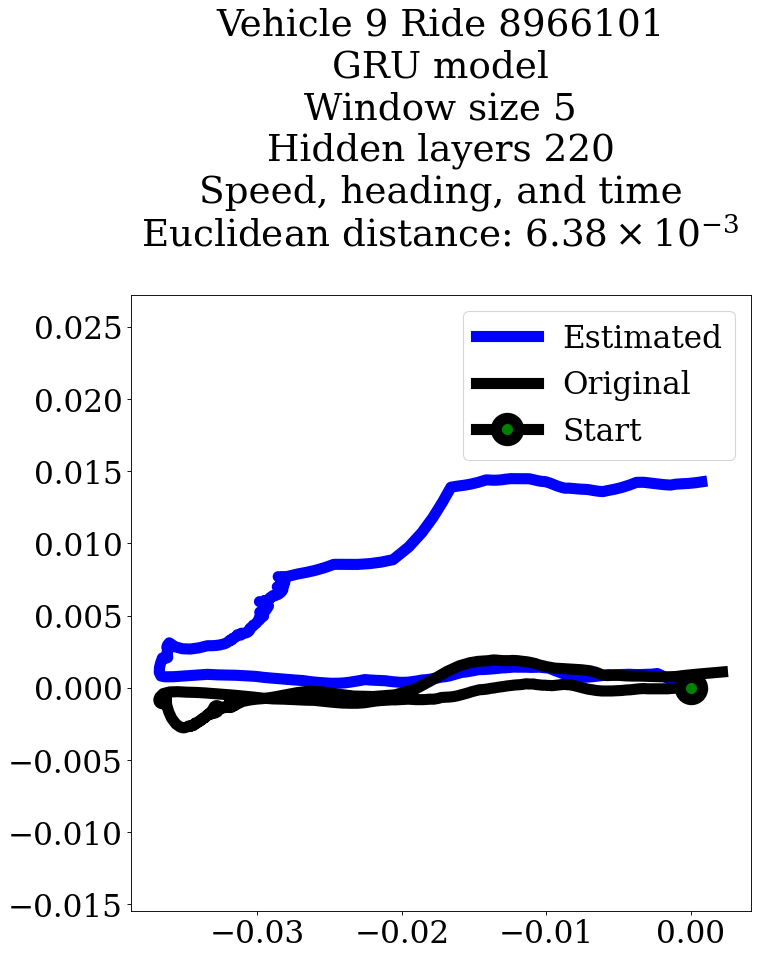 Vehicle 9 Ride 8966101
GRU model
Window size 5
Hidden layers 220
Speed, heading, and time
Euclidean distance: 6.38 × 10⁻³
Estimated
Original
Start
0.025
0.020
0.015
0.010
0.005
0.000
−0.005
−0.010
−0.015
−0.03 −0.02 −0.01 0.00